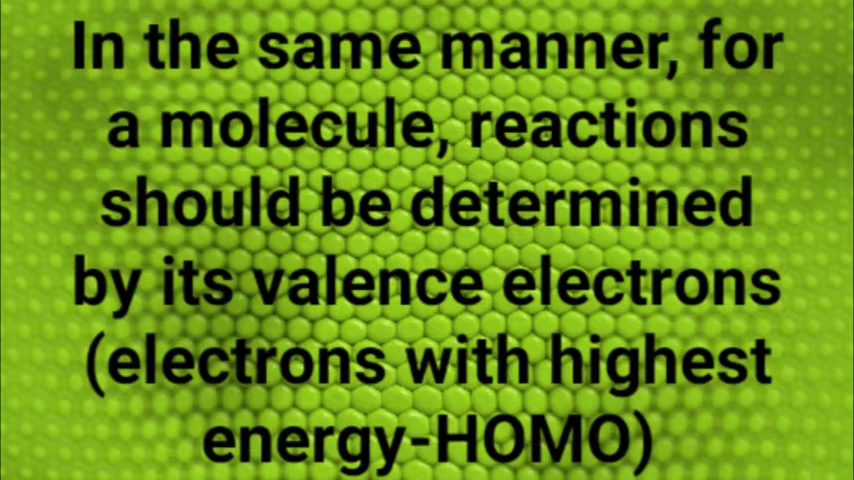 In the same manner, for
a molecule, reactions
should be determined
by its valence electrons
(electrons with highest
energy-HOMO)